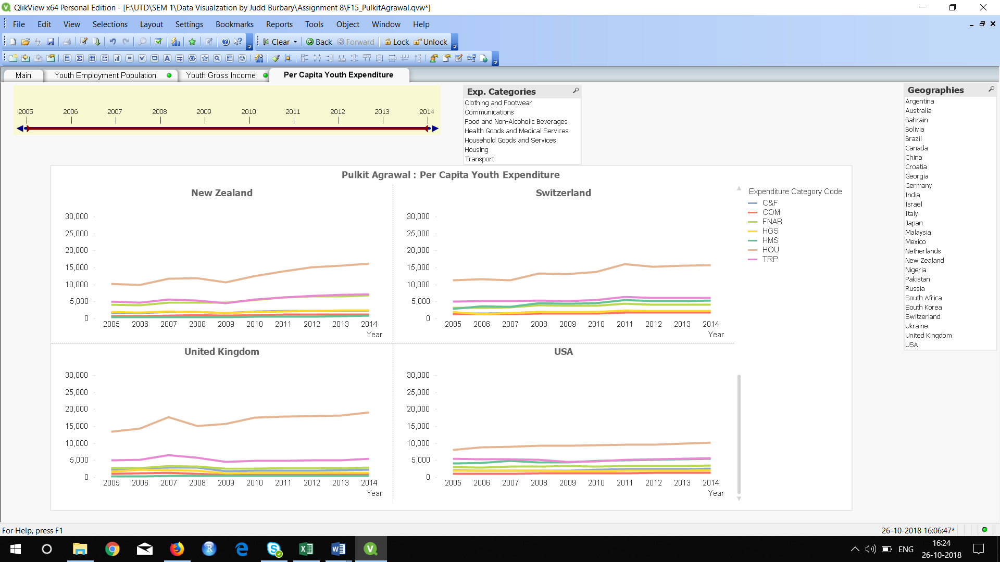 QlikView x64 Personal Edition - [F:\UTD\SEM 1\Data Visualzation by Judd Burbary\Assignment 8\F15_PulkitAgrawal.qvw*]
File Edit View Selections Layout Settings Bookmarks Reports Tools Object Window Help
Clear Back Forward Lock Unlock
Main Youth Employment Population Youth Gross Income Per Capita Youth Expenditure
2005 2006 2007 2008 2009 2010 2011 2012 2013 2014
Exp. Categories
Clothing and Footwear
Communications
Food and Non-Alcoholic Beverages
Health Goods and Medical Services
Household Goods and Services
Housing
Transport
Geographies
Argentina
Australia
Bahrain
Bolivia
Brazil
Canada
China
Croatia
Georgia
Germany
India
Israel
Italy
Japan
Malaysia
Mexico
Netherlands
New Zealand
Nigeria
Pakistan
Russia
South Africa
South Korea
Switzerland
Ukraine
United Kingdom
USA
Pulkit Agrawal : Per Capita Youth Expenditure
New Zealand
30,000
25,000
20,000
15,000
10,000
5,000
0
2005 2006 2007 2008 2009 2010 2011 2012 2013 2014
Year
Switzerland
30,000
25,000
20,000
15,000
10,000
5,000
0
2005 2006 2007 2008 2009 2010 2011 2012 2013 2014
Year
Expenditure Category Code
C&F
COM
FNAB
HGS
HMS
HOU
TRP
United Kingdom
30,000
25,000
20,000
15,000
10,000
5,000
0
2005 2006 2007 2008 2009 2010 2011 2012 2013 2014
Year
USA
30,000
25,000
20,000
15,000
10,000
5,000
0
2005 2006 2007 2008 2009 2010 2011 2012 2013 2014
Year
For Help, press F1
26-10-2018 16:06:47*
ENG
16:24
26-10-2018